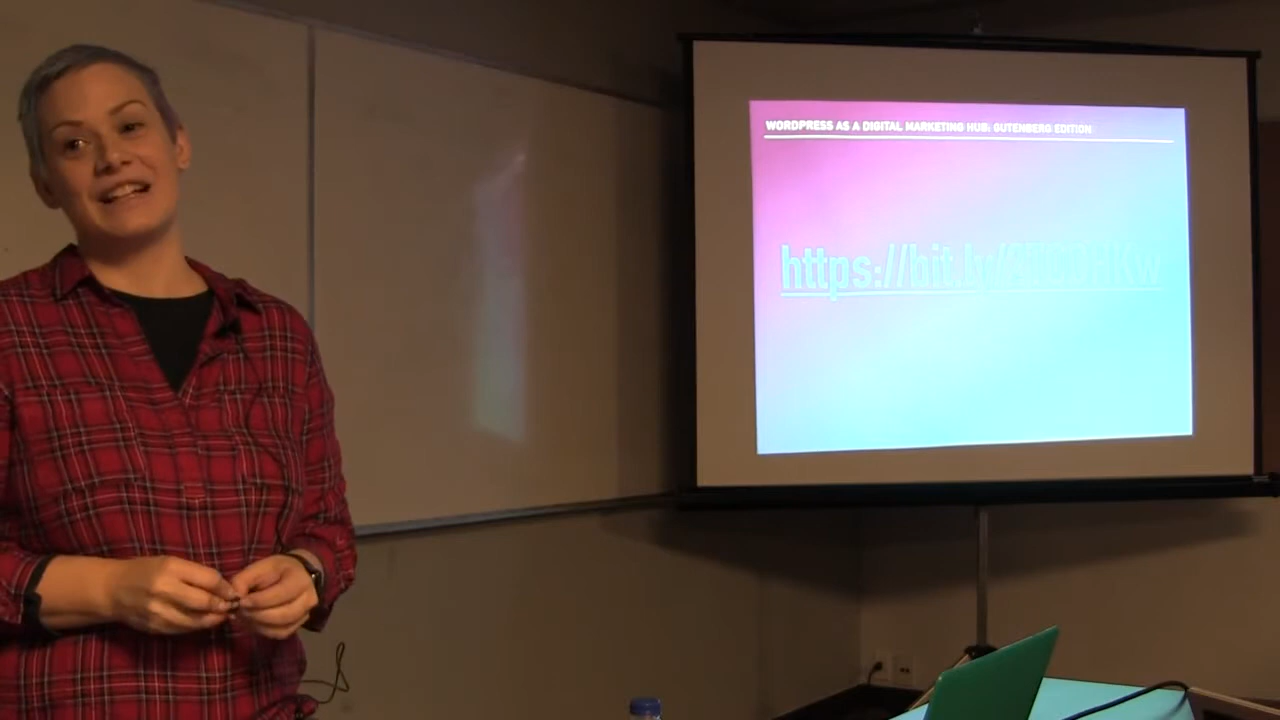 WORDPRESS AS A DIGITAL MARKETING HUB: GUTENBERG EDITION
https://bit.ly/